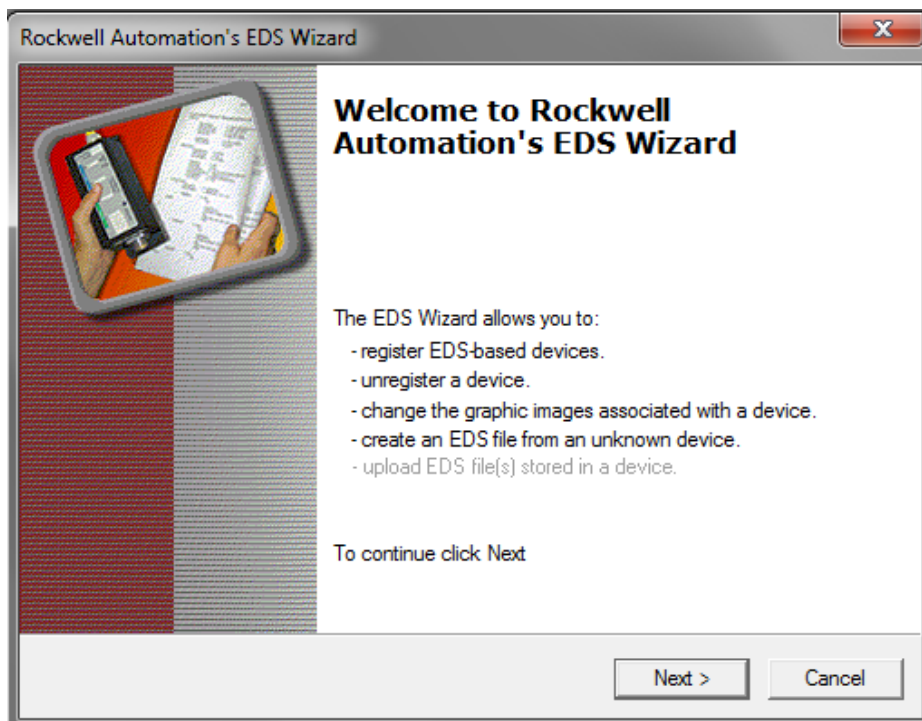 Rockwell Automation's EDS Wizard
Welcome to Rockwell
Automation's EDS Wizard
The EDS Wizard allows you to:
- register EDS-based devices.
- unregister a device.
- change the graphic images associated with a device.
- create an EDS file from an unknown device.
- upload EDS file(s) stored in a device.
To continue click Next
Next >
Cancel